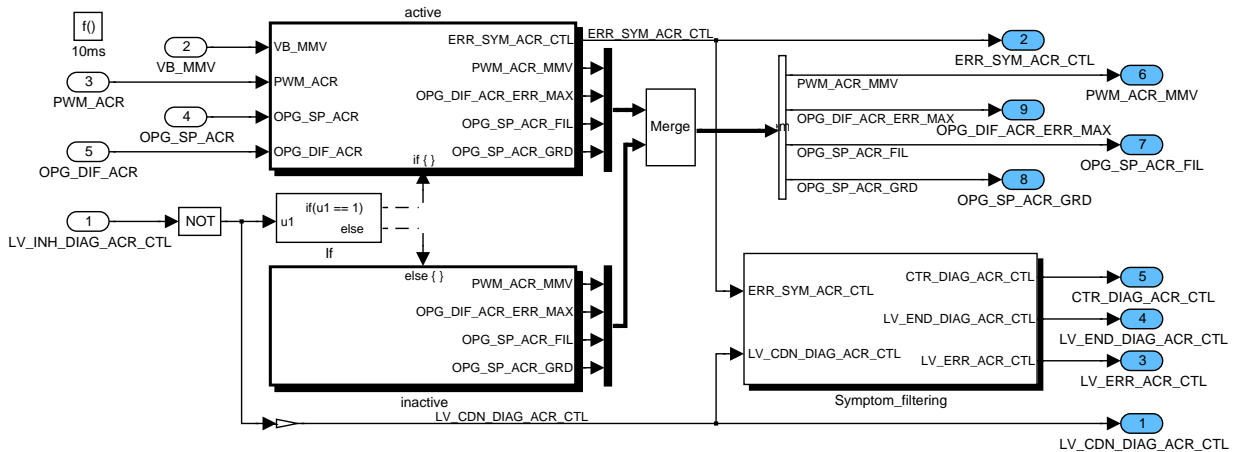 f()
10ms
active
2
VB_MMV
3
PWM_ACR
4
OPG_SP_ACR
5
OPG_DIF_ACR
1
LV_INH_DIAG_ACR_CTL
VB_MMV
PWM_ACR
OPG_SP_ACR
OPG_DIF_ACR
ERR_SYM_ACR_CTL
PWM_ACR_MMV
OPG_DIF_ACR_ERR_MAX
OPG_SP_ACR_FIL
OPG_SP_ACR_GRD
if { }
ERR_SYM_ACR_CTL
Merge
PWM_ACR_MMV
OPG_DIF_ACR_ERR_MAX
OPG_SP_ACR_FIL
OPG_SP_ACR_GRD
2
ERR_SYM_ACR_CTL
6
PWM_ACR_MMV
9
OPG_DIF_ACR_ERR_MAX
7
OPG_SP_ACR_FIL
8
OPG_SP_ACR_GRD
NOT
u1
if(u1 == 1)
else
If
else { }
PWM_ACR_MMV
OPG_DIF_ACR_ERR_MAX
OPG_SP_ACR_FIL
OPG_SP_ACR_GRD
inactive
LV_CDN_DIAG_ACR_CTL
ERR_SYM_ACR_CTL
LV_CDN_DIAG_ACR_CTL
CTR_DIAG_ACR_CTL
LV_END_DIAG_ACR_CTL
LV_ERR_ACR_CTL
Symptom_filtering
5
CTR_DIAG_ACR_CTL
4
LV_END_DIAG_ACR_CTL
3
LV_ERR_ACR_CTL
1
LV_CDN_DIAG_ACR_CTL